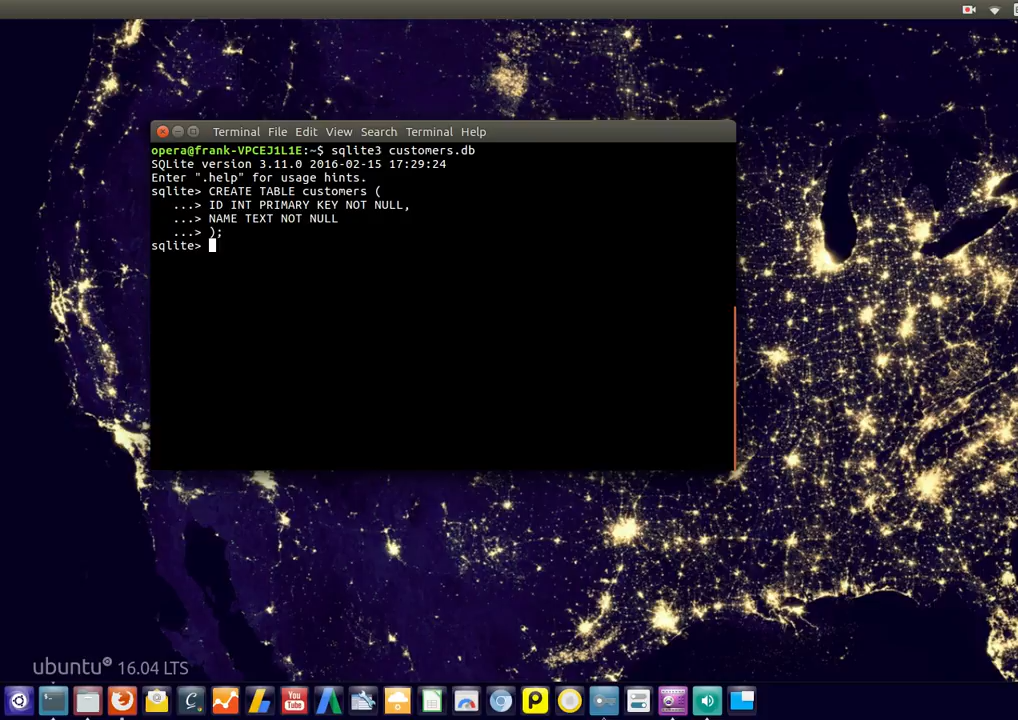 Terminal File Edit View Search Terminal Help
opera@frank-VPCEJ1L1E:~$ sqlite3 customers.db
SQLite version 3.11.0 2016-02-15 17:29:24
Enter ".help" for usage hints.
sqlite> CREATE TABLE customers (
...> ID INT PRIMARY KEY NOT NULL,
...> NAME TEXT NOT NULL
...> );
sqlite>
ubuntu® 16.04 LTS
You
Tube